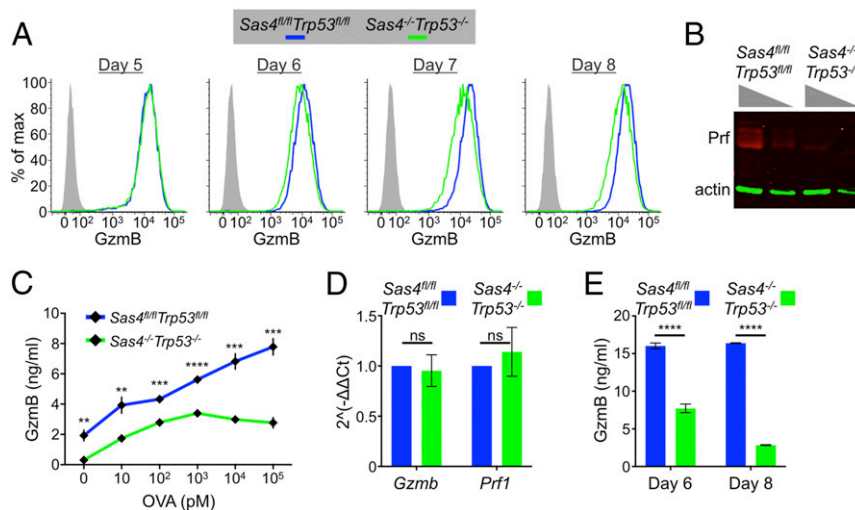 A
Sas4fl/flTrp53fl/fl Sas4-/-Trp53-/-
Day 5 Day 6 Day 7 Day 8
% of max
100
80
60
40
20
0
0 10² 10³ 10⁴ 10⁵ 0 10² 10³ 10⁴ 10⁵ 0 10² 10³ 10⁴ 10⁵ 0 10² 10³ 10⁴ 10⁵
GzmB GzmB GzmB GzmB
B
Sas4fl/fl Sas4-/-
Trp53fl/fl Trp53-/-
Prf
actin
C
Sas4fl/flTrp53fl/fl
Sas4-/-Trp53-/-
GzmB (ng/ml)
10
8
6
4
2
0
** ** *** **** *** ***
0 10 10² 10³ 10⁴ 10⁵
OVA (pM)
D
Sas4fl/fl Sas4-/-
Trp53fl/fl Trp53-/-
2^(-ΔΔCt)
1.5
1.0
0.5
0
ns ns
Gzmb Prf1
E
Sas4fl/fl Sas4-/-
Trp53fl/fl Trp53-/-
GzmB (ng/ml)
20
15
10
5
0
**** ****
Day 6 Day 8